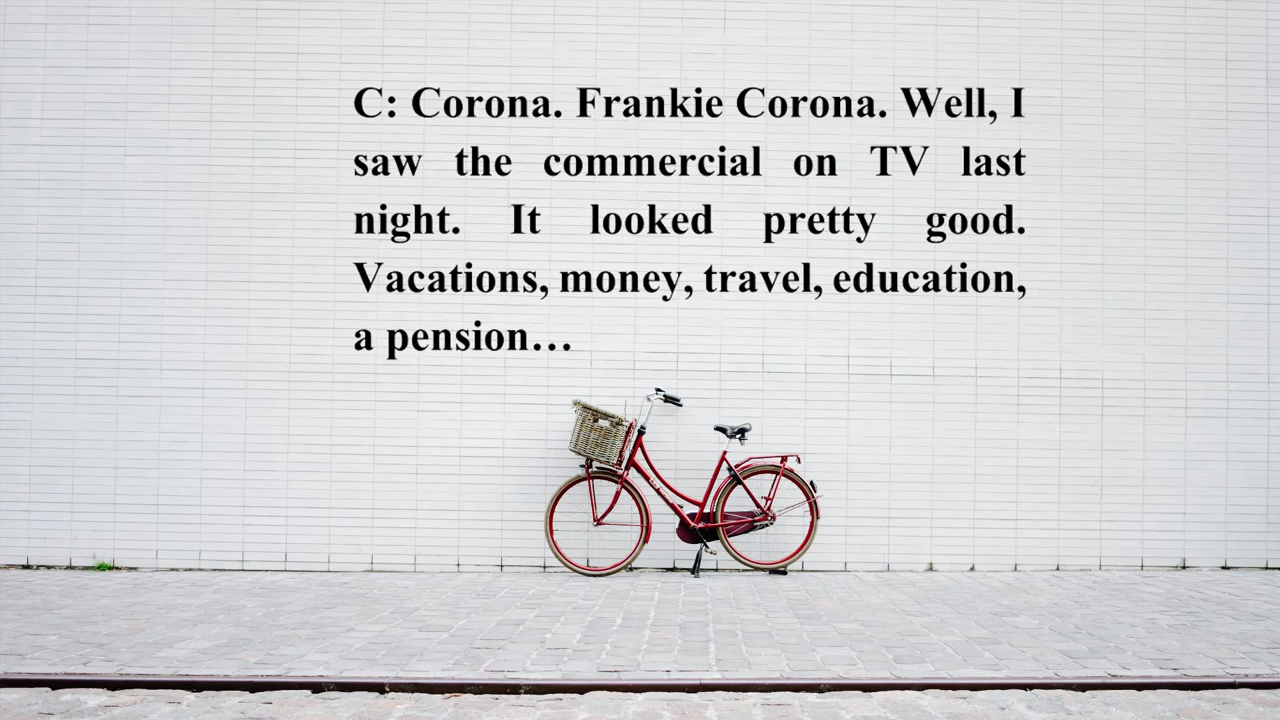 C: Corona. Frankie Corona. Well, I
saw the commercial on TV last
night. It looked pretty good.
Vacations, money, travel, education,
a pension…